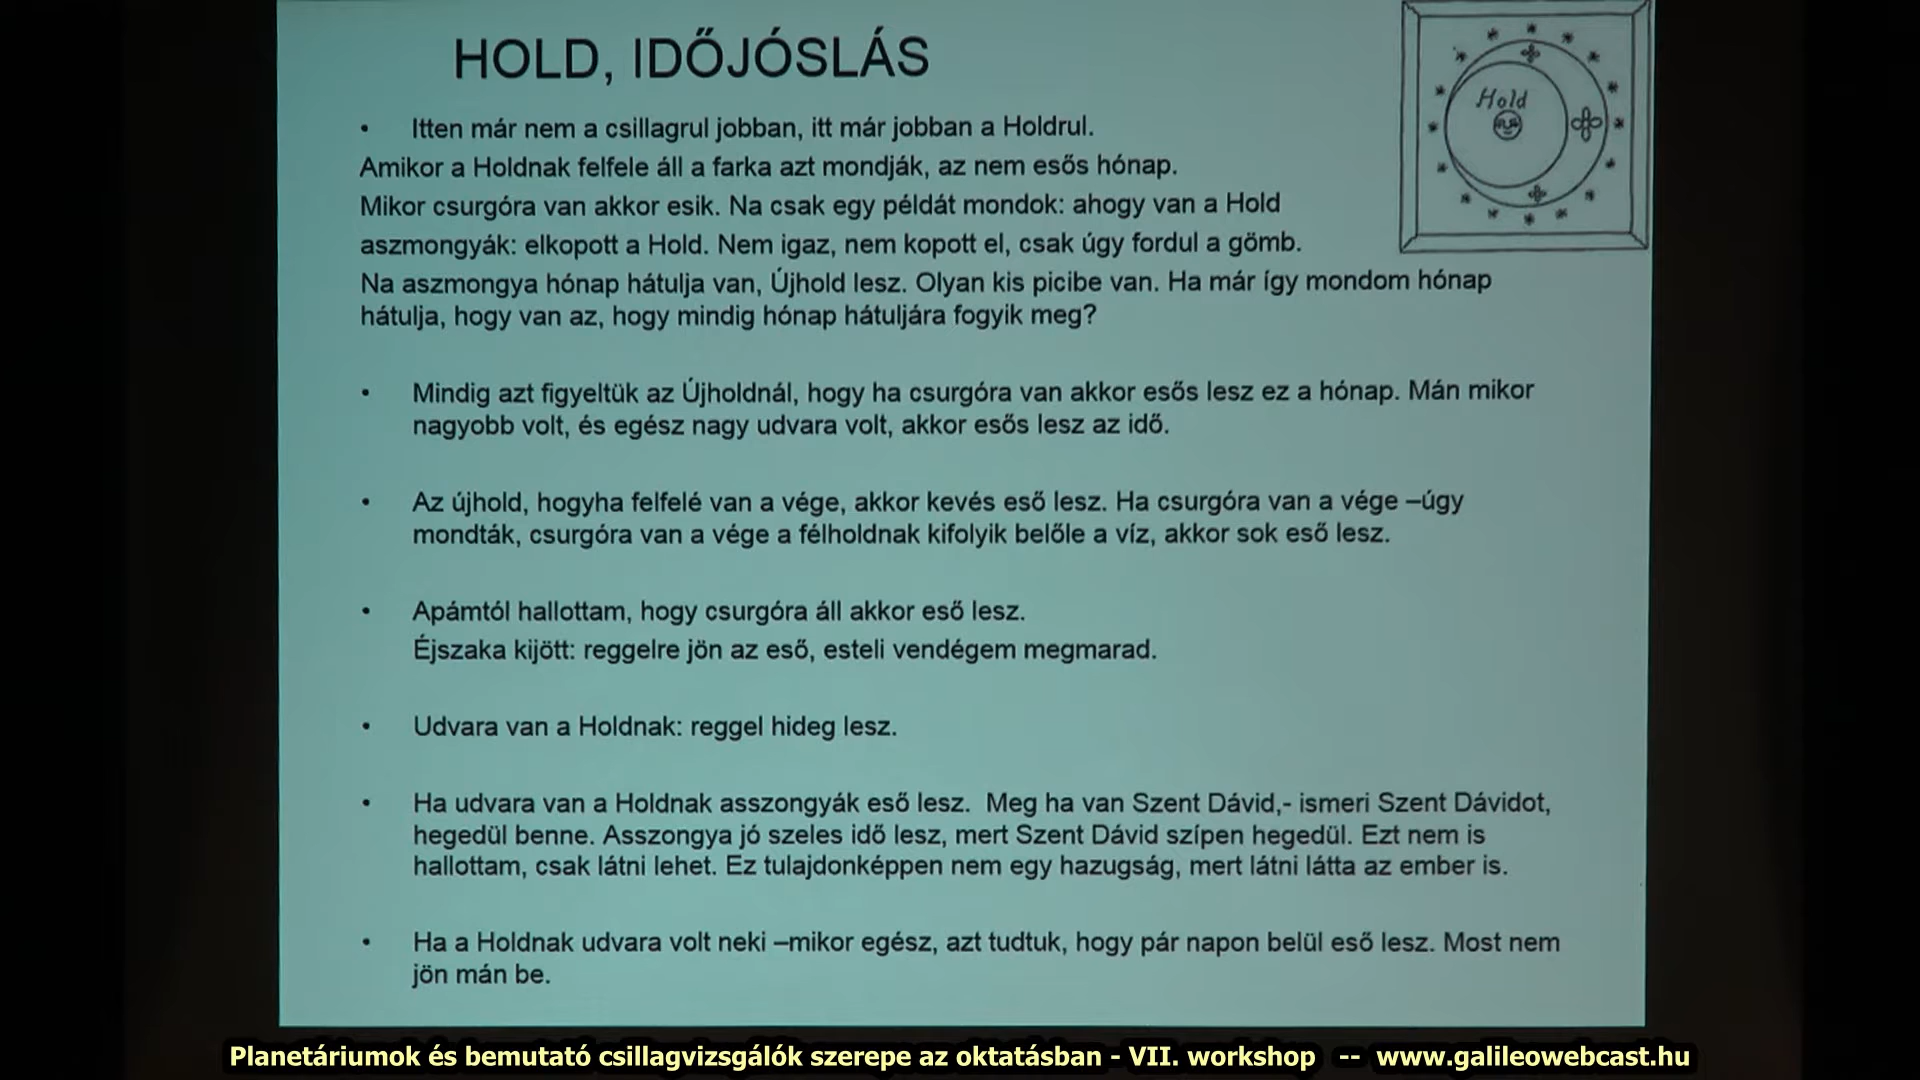 HOLD, IDŐJÓSLÁS
Hold
• Itten már nem a csillagrul jobban, itt már jobban a Holdrul.
Amikor a Holdnak felfele áll a farka azt mondják, az nem esős hónap.
Mikor csurgóra van akkor esik. Na csak egy példát mondok: ahogy van a Hold
aszmongyák: elkopott a Hold. Nem igaz, nem kopott el, csak úgy fordul a gömb.
Na aszmongya hónap hátulja van, Újhold lesz. Olyan kis picibe van. Ha már így mondom hónap
hátulja, hogy van az, hogy mindig hónap hátuljára fogyik meg?
• Mindig azt figyeltük az Újholdnál, hogy ha csurgóra van akkor esős lesz ez a hónap. Mán mikor
nagyobb volt, és egész nagy udvara volt, akkor esős lesz az idő.
• Az újhold, hogyha felfelé van a vége, akkor kevés eső lesz. Ha csurgóra van a vége –úgy
mondták, csurgóra van a vége a félholdnak kifolyik belőle a víz, akkor sok eső lesz.
• Apámtól hallottam, hogy csurgóra áll akkor eső lesz.
Éjszaka kijött: reggelre jön az eső, esteli vendégem megmarad.
• Udvara van a Holdnak: reggel hideg lesz.
• Ha udvara van a Holdnak asszongyák eső lesz.  Meg ha van Szent Dávid,- ismeri Szent Dávidot,
hegedül benne. Asszongya jó szeles idő lesz, mert Szent Dávid szípen hegedül. Ezt nem is
hallottam, csak látni lehet. Ez tulajdonképpen nem egy hazugság, mert látni látta az ember is.
• Ha a Holdnak udvara volt neki –mikor egész, azt tudtuk, hogy pár napon belül eső lesz. Most nem
jön mán be.
Planetáriumok és bemutató csillagvizsgálók szerepe az oktatásban - VII. workshop  --  www.galileowebcast.hu